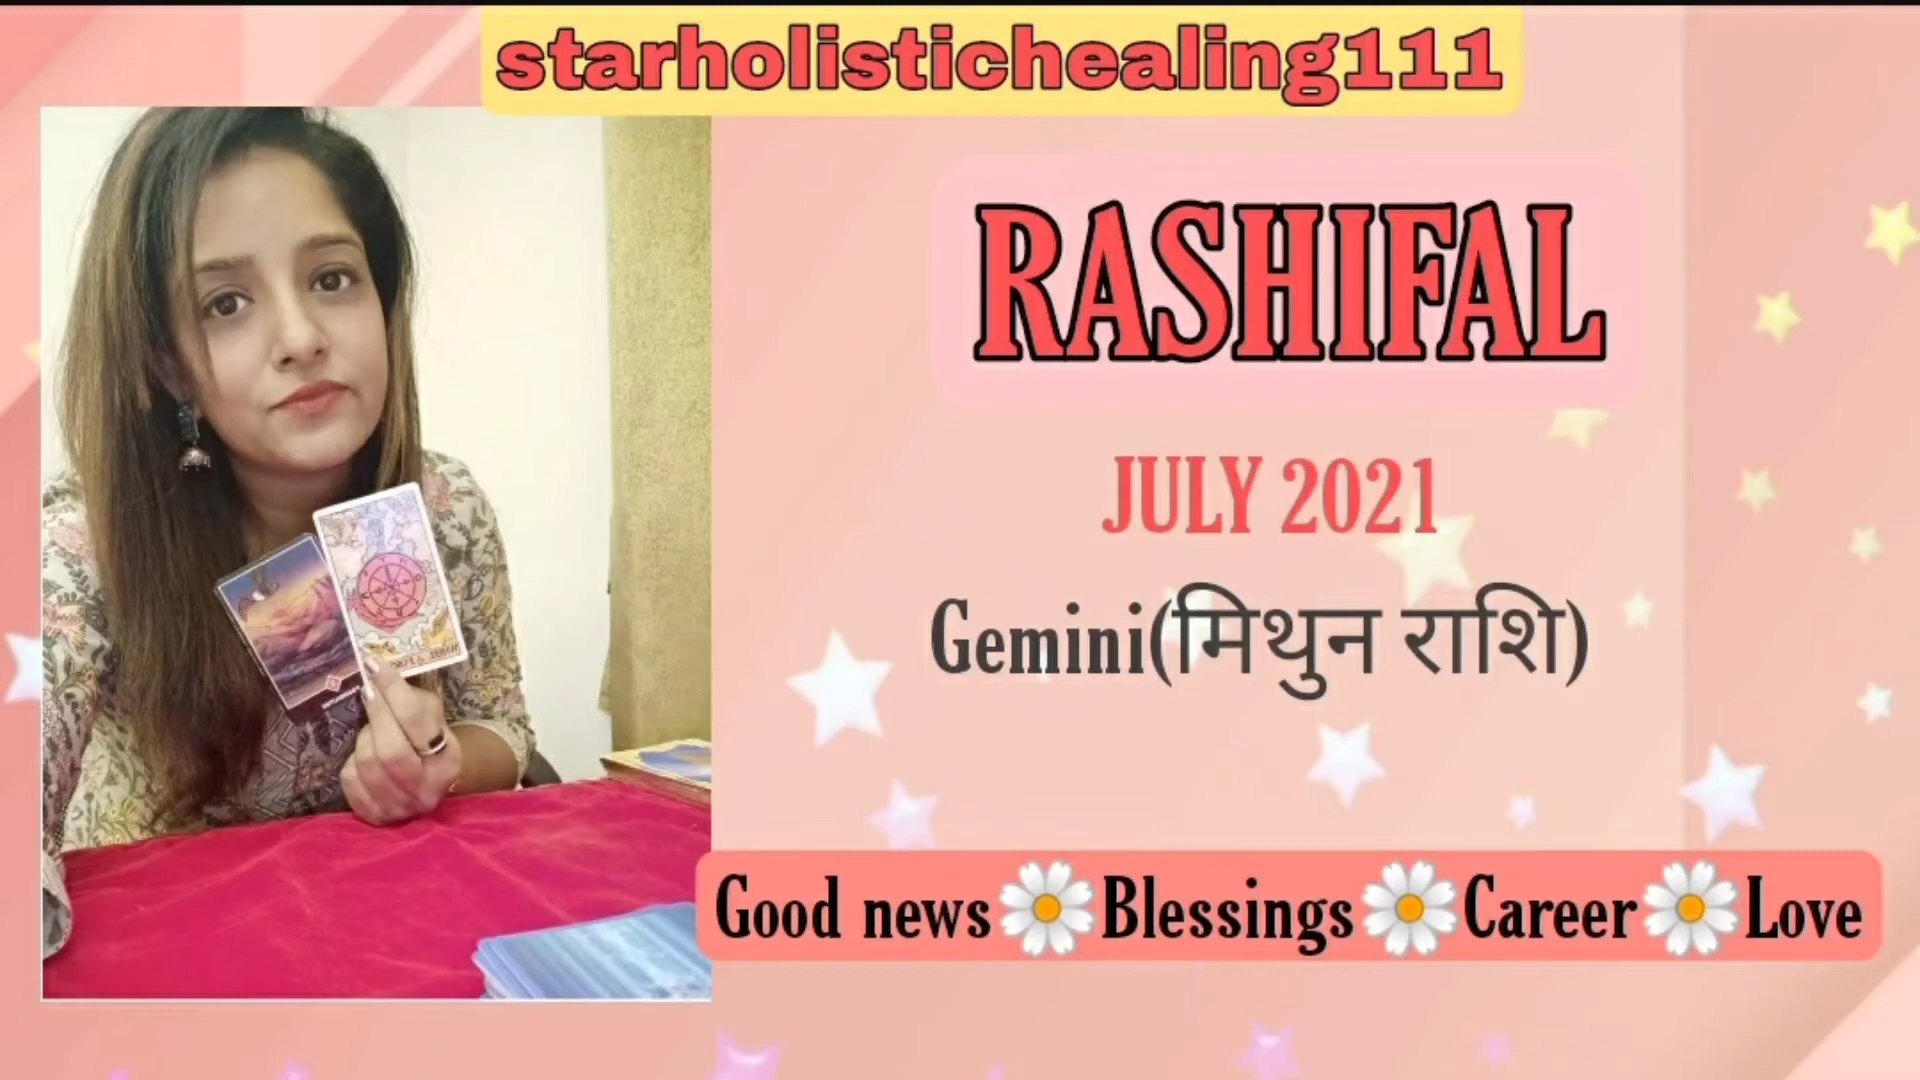 starholistichealing111
RASHIFAL
JULY 2021
Gemini(मिथुन राशि)
Good news🌼Blessings🌼Career🌼Love